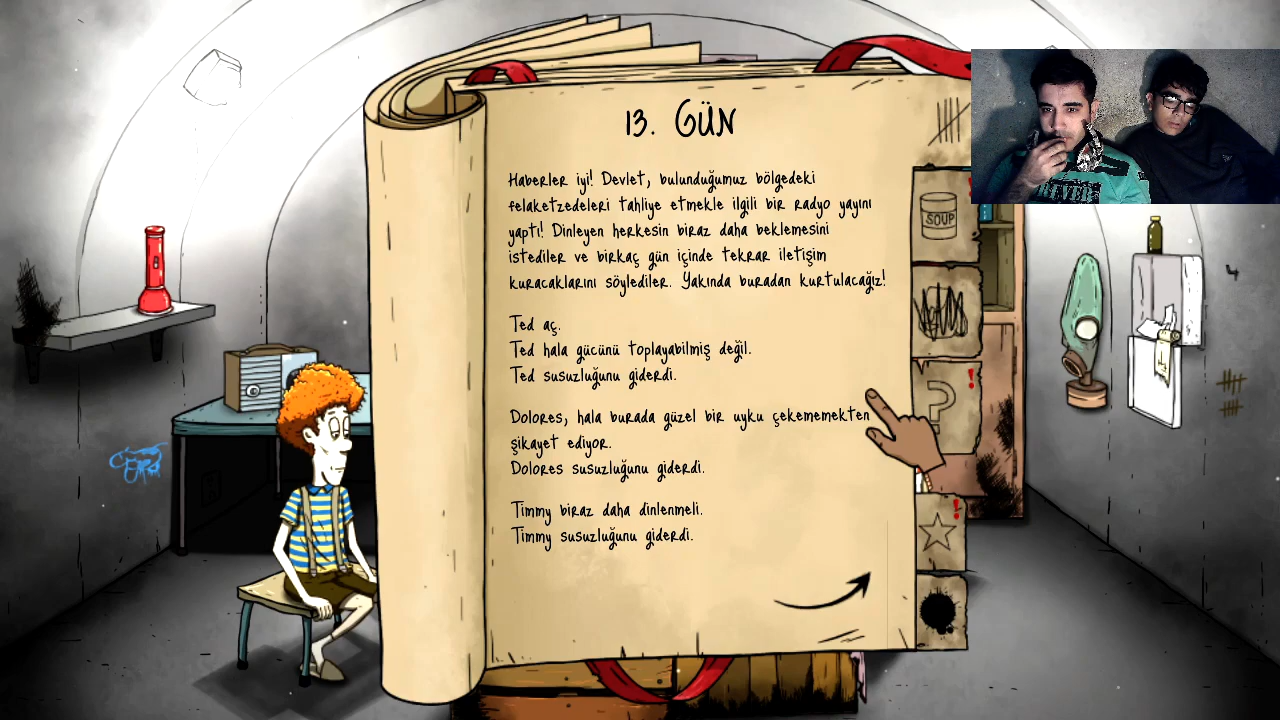 13. GÜN
Haberler iyi! Devlet, bulunduğumuz bölgedeki
felaketzedeleri tahliye etmekle ilgili bir radyo yayını
yaptı! Dinleyen herkesin biraz daha beklemesini
istediler ve birkaç gün içinde tekrar iletişim
kuracaklarını söylediler. Yakında buradan kurtulacağız!
Ted aç.
Ted hala gücünü toplayabilmiş değil.
Ted susuzluğunu giderdi.
Dolores, hala burada güzel bir uyku çekememekten
şikayet ediyor.
Dolores susuzluğunu giderdi.
Timmy biraz daha dinlenmeli.
Timmy susuzluğunu giderdi.
SOUP
?
!
!